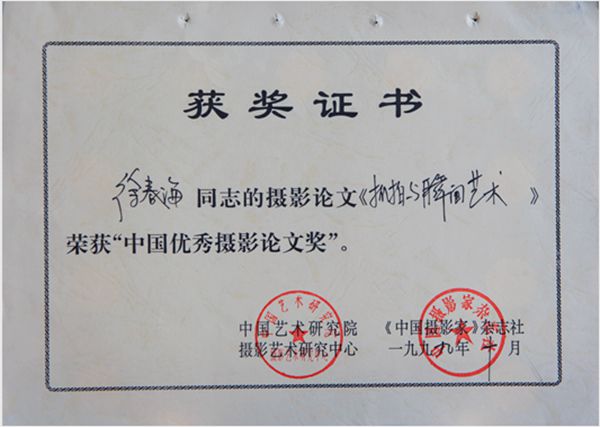 获奖证书
徐春海 同志的摄影论文《抓拍与瞬间艺术》
荣获“中国优秀摄影论文奖”。
中国艺术研究院 《中国摄影家》杂志社
摄影艺术研究中心 一九九九年十月